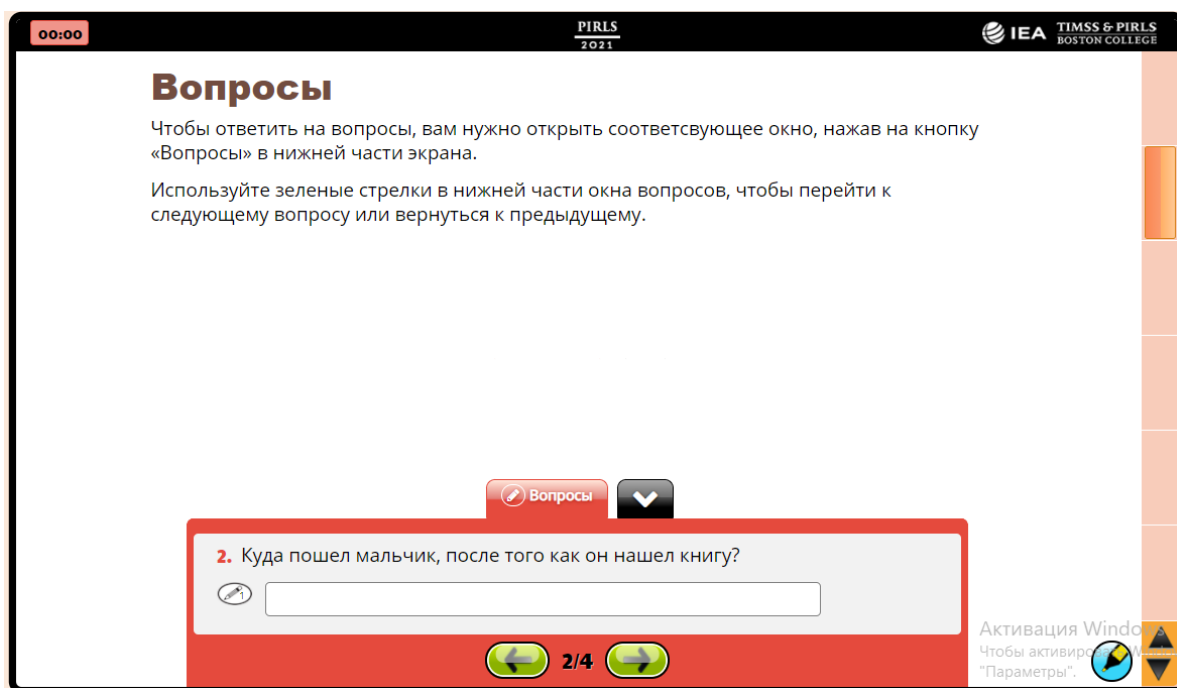 00:00
PIRLS
2021
IEA
TIMSS & PIRLS
BOSTON COLLEGE
Вопросы
Чтобы ответить на вопросы, вам нужно открыть соответсвующее окно, нажав на кнопку
«Вопросы» в нижней части экрана.
Используйте зеленые стрелки в нижней части окна вопросов, чтобы перейти к
следующему вопросу или вернуться к предыдущему.
Вопросы
2. Куда пошел мальчик, после того как он нашел книгу?
1
2/4
Активация Windo
Чтобы
"Параметры".